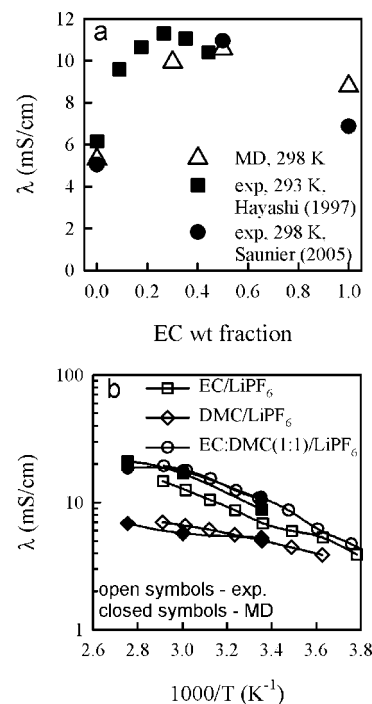 a
12
10
8
6
4
2
0
λ (mS/cm)
MD, 298 K
exp, 293 K,
Hayashi (1997)
exp, 298 K,
Saunier (2005)
0.0 0.2 0.4 0.6 0.8 1.0
EC wt fraction
b
100
10
1
λ (mS/cm)
EC/LiPF₆
DMC/LiPF₆
EC:DMC(1:1)/LiPF₆
open symbols - exp.
closed symbols - MD
2.6 2.8 3.0 3.2 3.4 3.6 3.8
1000/T (K⁻¹)